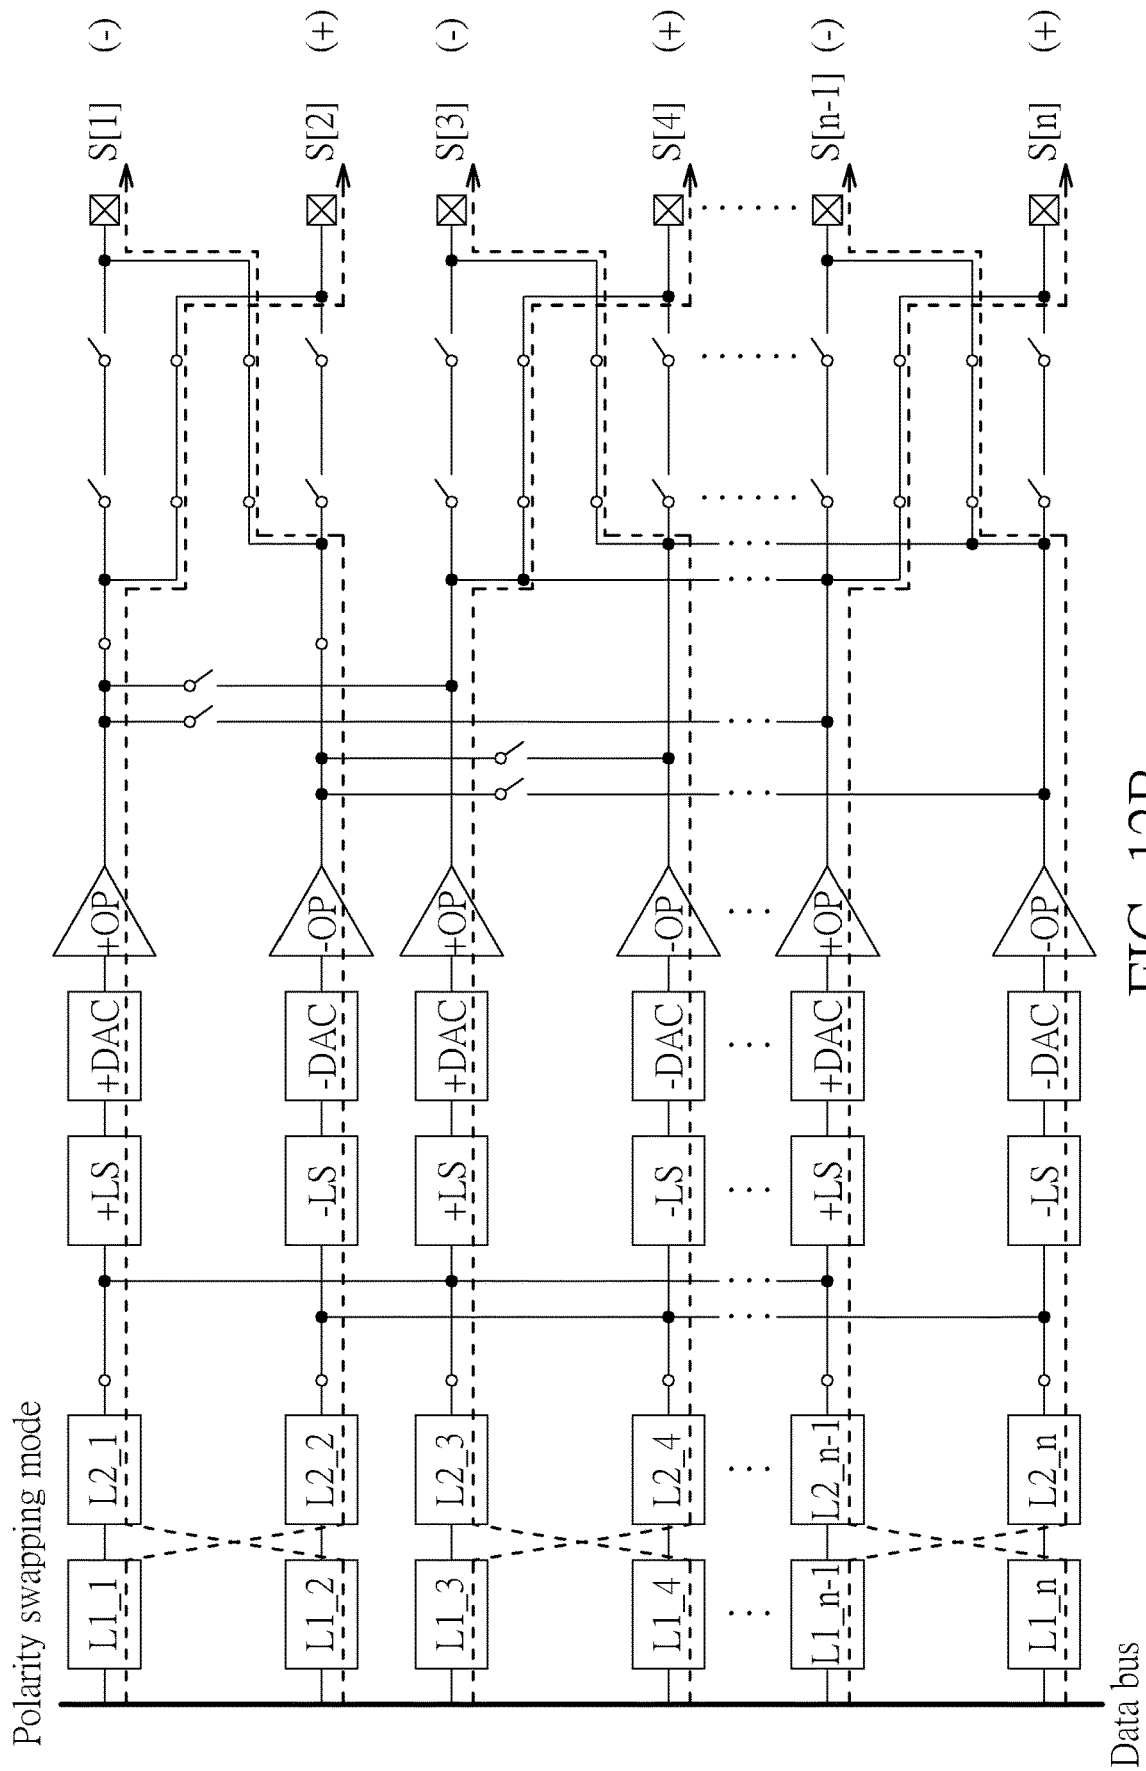 Polarity swapping mode
L1_1 L2_1 +LS +DAC +OP S[1] (-)
L1_2 L2_2 -LS -DAC -OP S[2] (+)
L1_3 L2_3 +LS +DAC +OP S[3] (-)
L1_4 L2_4 -LS -DAC -OP S[4] (+)
L1_n-1 L2_n-1 +LS +DAC +OP S[n-1] (-)
L1_n L2_n -LS -DAC -OP S[n] (+)
Data bus
FIG.